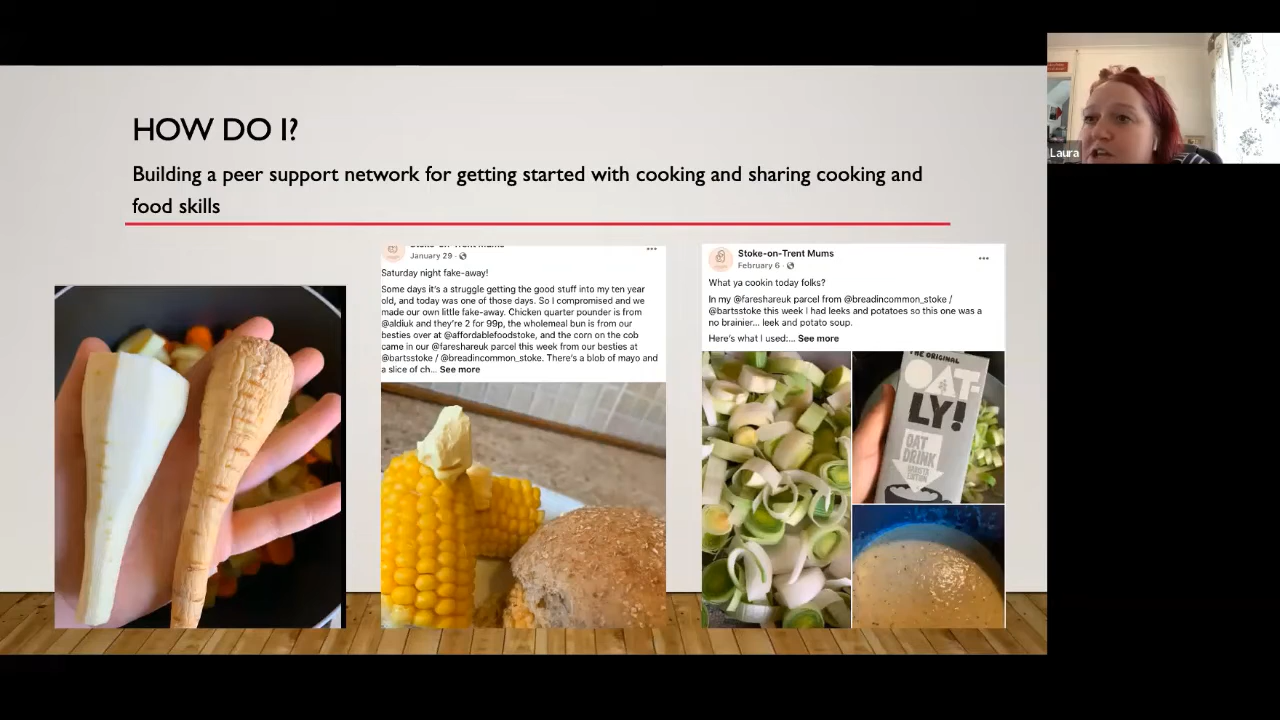 HOW DO I?
Building a peer support network for getting started with cooking and sharing cooking and
food skills
Stoke-on-Trent Mums
January 29 ·
Saturday night fake-away!
Some days it's a struggle getting the good stuff into my ten year
old, and today was one of those days. So I compromised and we
made our own little fake-away. Chicken quarter pounder is from
@aldiuk and they're 2 for 99p, the wholemeal bun is from our
besties over at @affordablefoodstoke, and the corn on the cob
came in our @fareshareuk parcel this week from our besties at
@bartsstoke / @breadincommon_stoke. There's a blob of mayo and
a slice of ch... See more
Stoke-on-Trent Mums
February 6 ·
What ya cookin today folks?
In my @fareshareuk parcel from @breadincommon_stoke /
@bartsstoke this week I had leeks and potatoes so this one was a
no brainier... leek and potato soup.
Here's what I used:... See more
THE ORIGINAL
OAT-
LY!
OAT
DRINK
BARISTA
EDITION
Laura